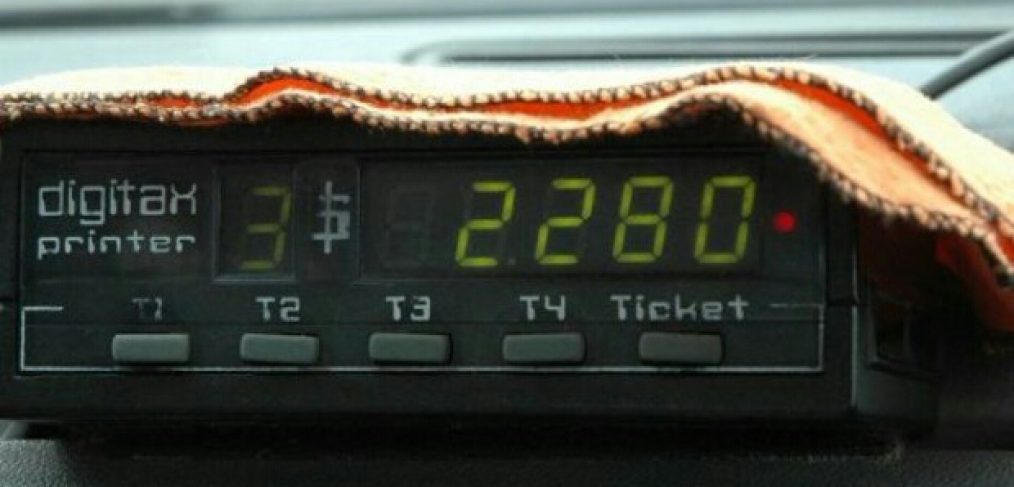 digitax
printer
3
2280
T1 T2 T3 T4 Ticket